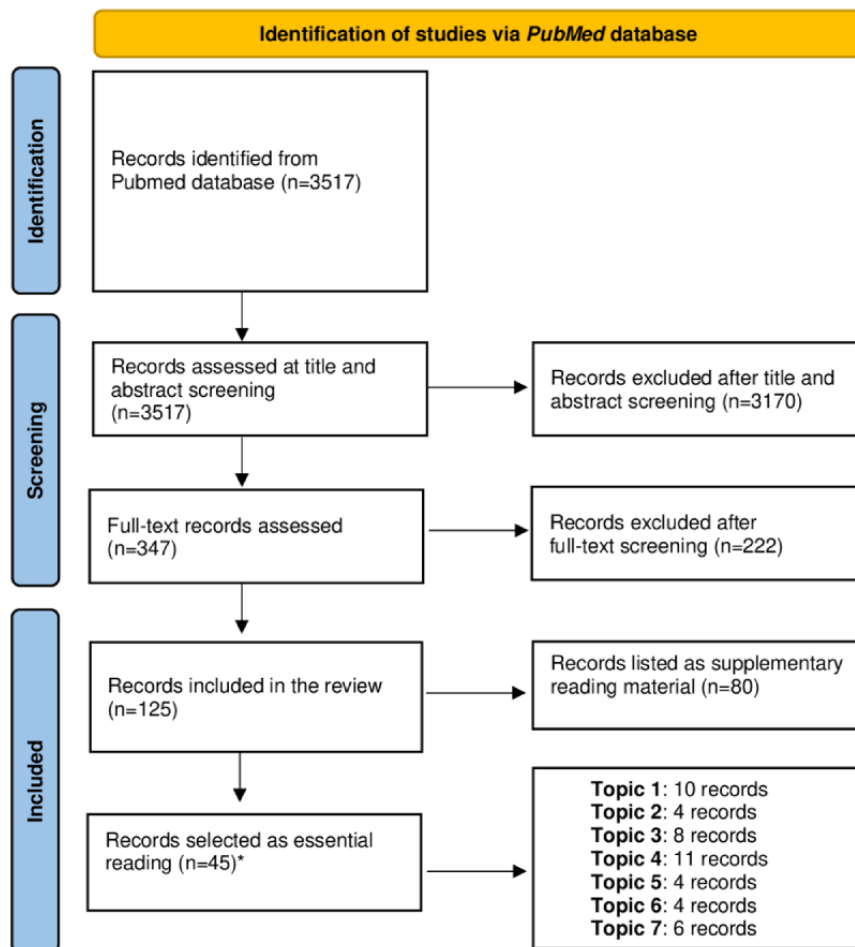 Identification of studies via PubMed database
Identification
Records identified from
Pubmed database (n=3517)
Screening
Records assessed at title and
abstract screening
(n=3517)
Records excluded after title and
abstract screening (n=3170)
Full-text records assessed
(n=347)
Records excluded after
full-text screening (n=222)
Included
Records included in the review
(n=125)
Records listed as supplementary
reading material (n=80)
Records selected as essential
reading (n=45)*
Topic 1: 10 records
Topic 2: 4 records
Topic 3: 8 records
Topic 4: 11 records
Topic 5: 4 records
Topic 6: 4 records
Topic 7: 6 records